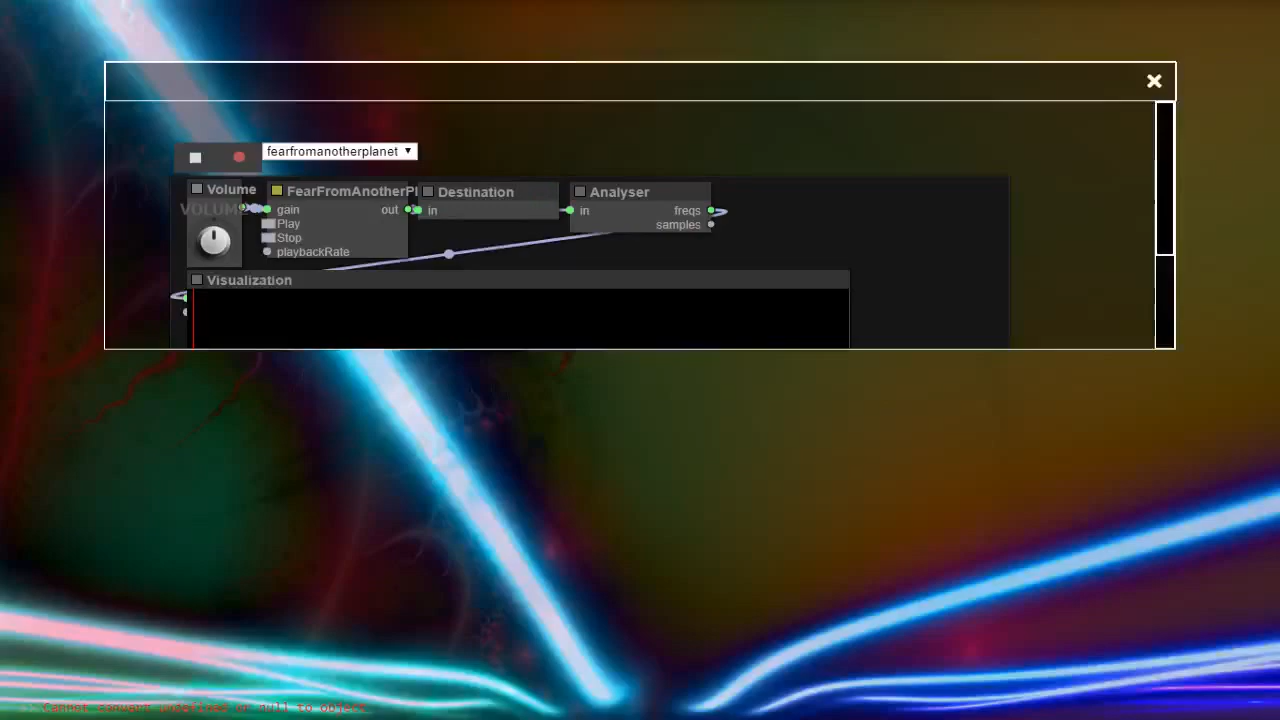 fearfromanotherplanet
Volume
FearFromAnotherPl
Destination
Analyser
VOLUME
gain
out
in
in
freqs
Play
samples
Stop
playbackRate
Visualization
Cannot convert undefined or null to object